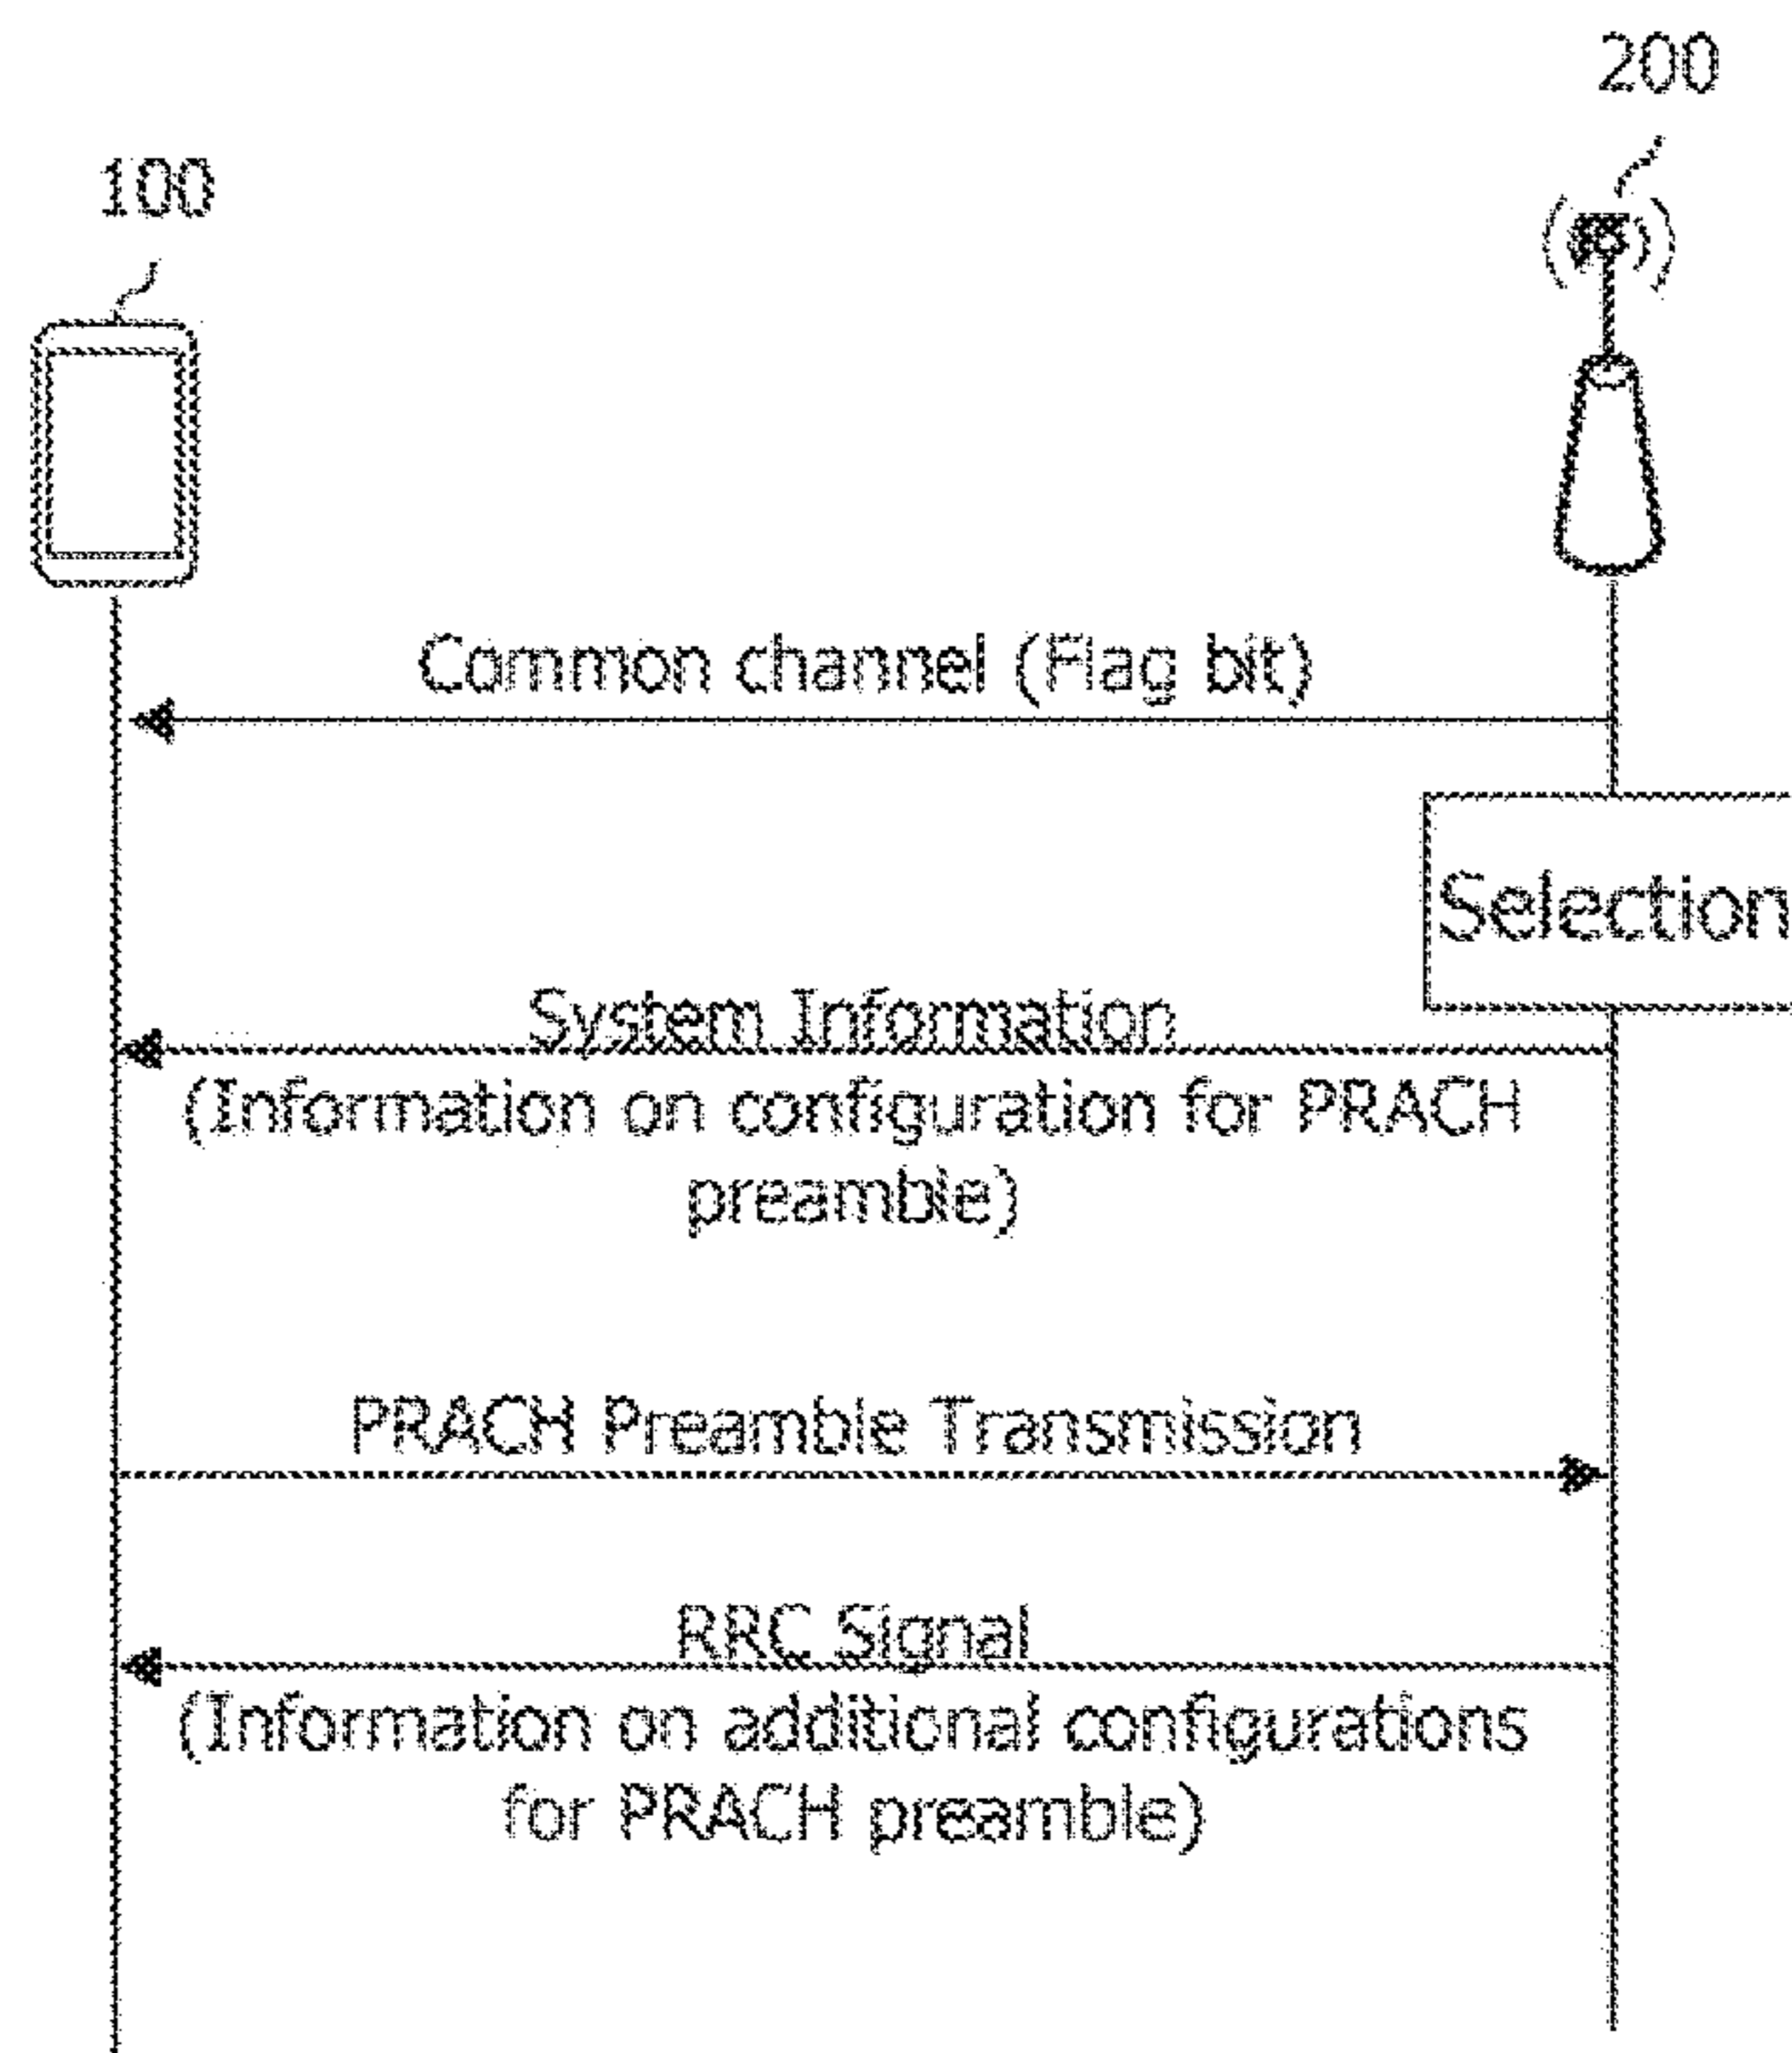 200
100
Common channel (Flag bit)
Selection
System Information
(Information on configuration for PRACH
preamble)
PRACH Preamble Transmission
RRC Signal
(Information on additional configurations
for PRACH preamble)